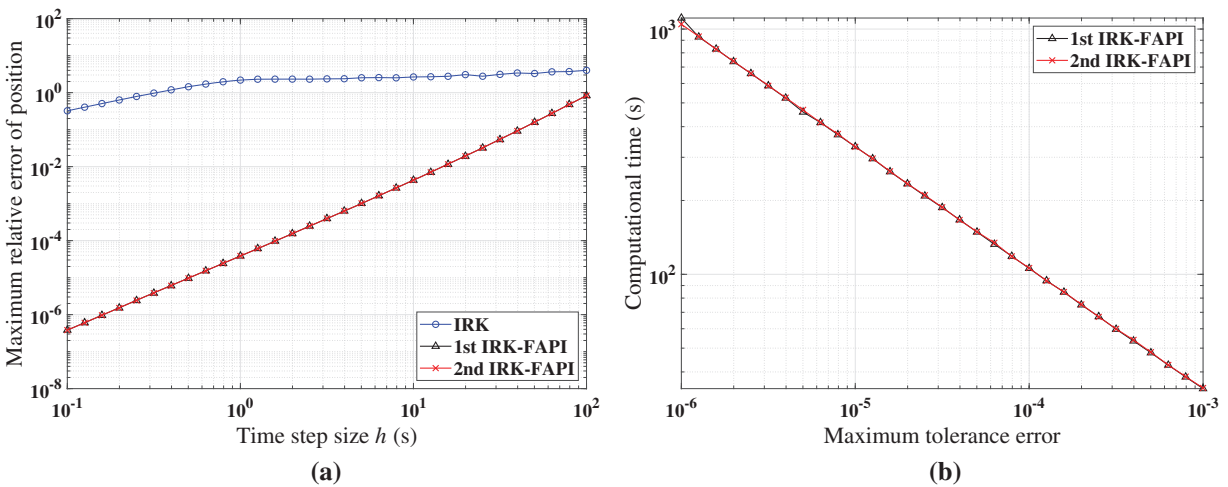 Maximum relative error of position
10^2
10^0
10^-2
10^-4
10^-6
10^-8
IRK
1st IRK-FAPI
2nd IRK-FAPI
10^-1
10^0
10^1
10^2
Time step size h (s)
(a)
Computational time (s)
10^3
10^2
1st IRK-FAPI
2nd IRK-FAPI
10^-6
10^-5
10^-4
10^-3
Maximum tolerance error
(b)